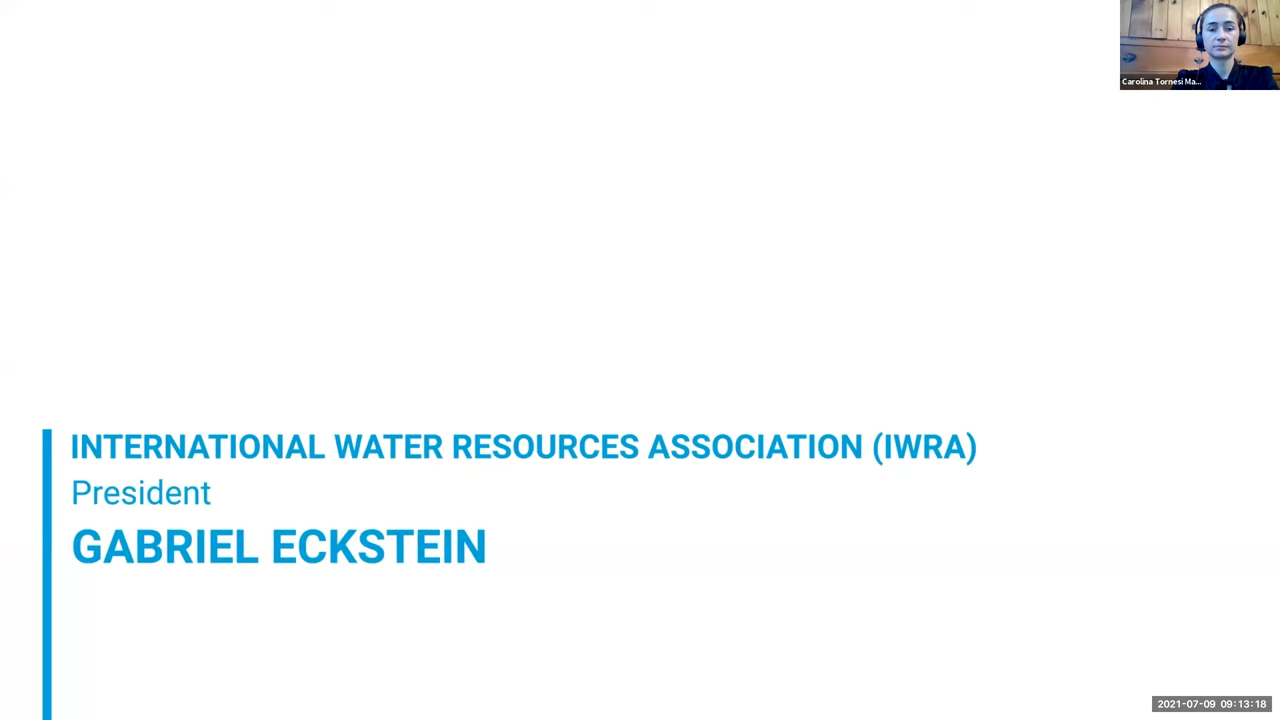 Carolina Tornesi Ma...
INTERNATIONAL WATER RESOURCES ASSOCIATION (IWRA)
President
GABRIEL ECKSTEIN
2021-07-09 09:13:18